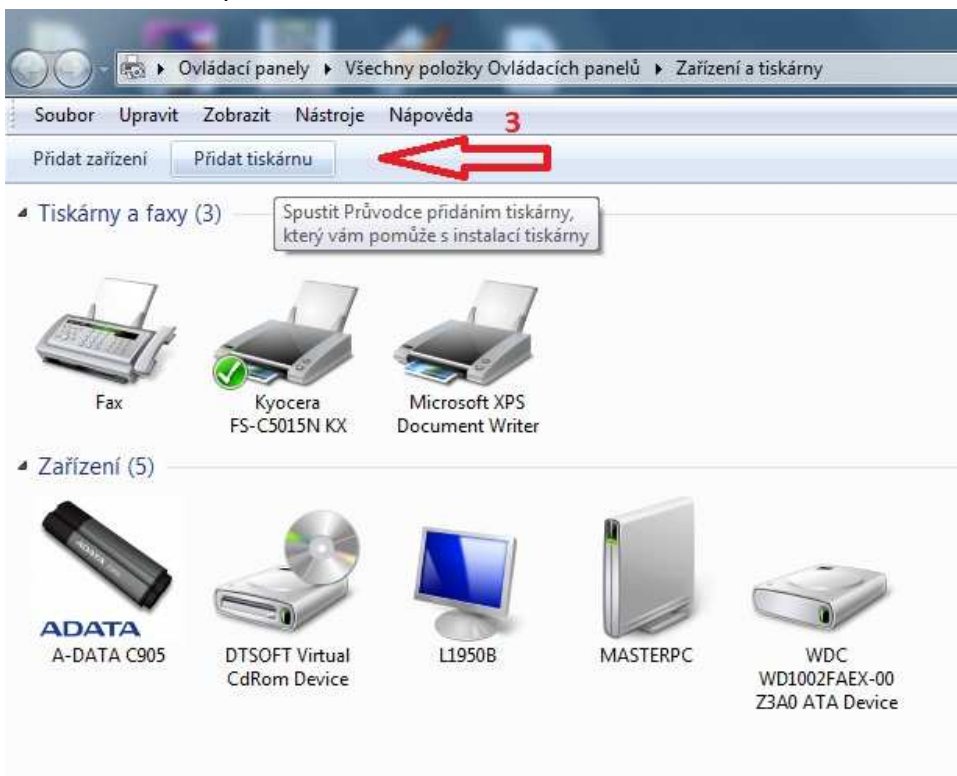 Ovládací panely ▸ Všechny položky Ovládacích panelů ▸ Zařízení a tiskárny
Soubor Upravit Zobrazit Nástroje Nápověda
3
Přidat zařízení Přidat tiskárnu
Tiskárny a faxy (3)
Spustit Průvodce přidáním tiskárny,
který vám pomůže s instalací tiskárny
Fax
Kyocera
FS-C5015N KX
Microsoft XPS
Document Writer
Zařízení (5)
ADATA
A-DATA C905
DTSOFT Virtual
CdRom Device
L1950B
MASTERPC
WDC
WD1002FAEX-00
Z3A0 ATA Device